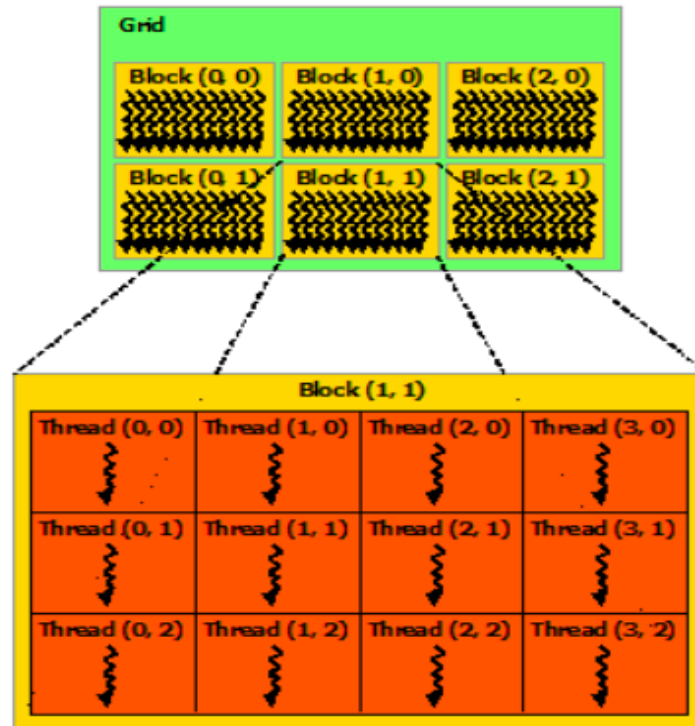 Grid
Block (0, 0) Block (1, 0) Block (2, 0)
Block (0, 1) Block (1, 1) Block (2, 1)
Block (1, 1)
Thread (0, 0) Thread (1, 0) Thread (2, 0) Thread (3, 0)
Thread (0, 1) Thread (1, 1) Thread (2, 1) Thread (3, 1)
Thread (0, 2) Thread (1, 2) Thread (2, 2) Thread (3, 2)